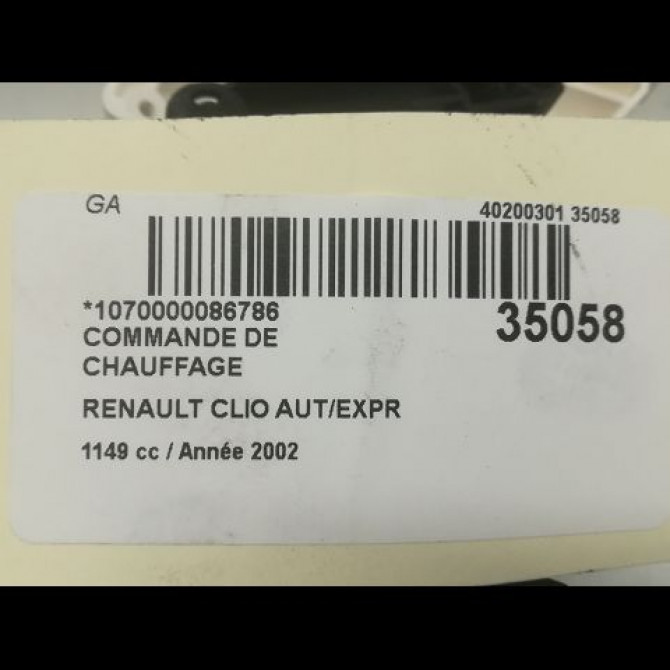 GA
40200301 35058
*1070000086786
35058
COMMANDE DE
CHAUFFAGE
RENAULT CLIO AUT/EXPR
1149 cc / Année 2002